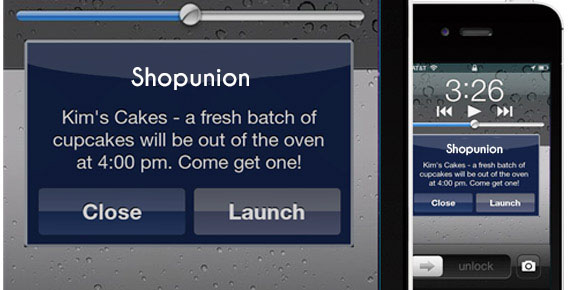 Shopunion
Kim's Cakes - a fresh batch of
cupcakes will be out of the oven
at 4:00 pm. Come get one!
Close
Launch
AT&T
3:26
Shopunion
Kim's Cakes - a fresh batch of
cupcakes will be out of the oven
at 4:00 pm. Come get one!
Close
Launch
unlock